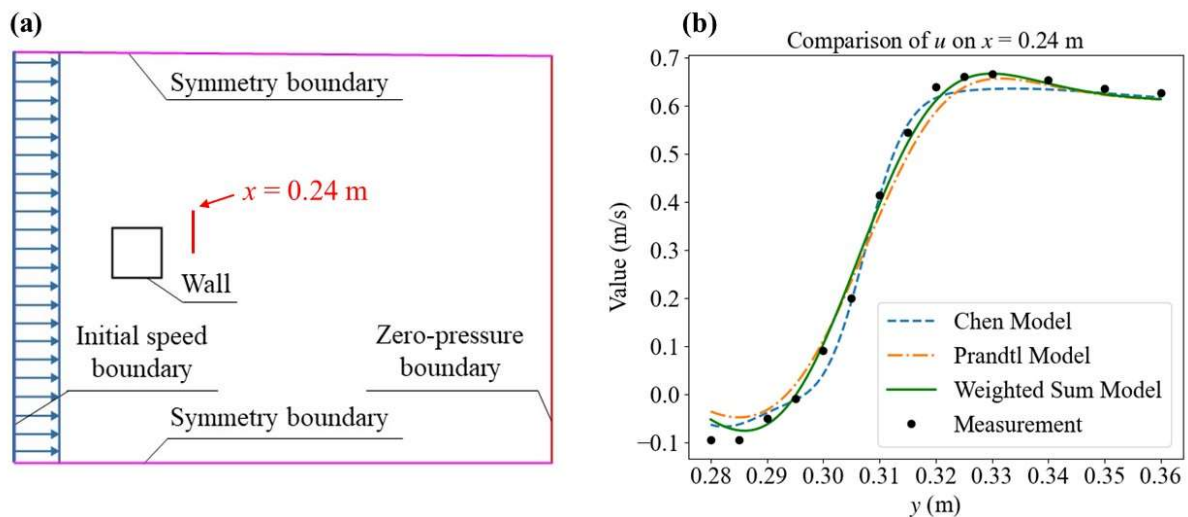 (a)
Symmetry boundary
x = 0.24 m
Wall
Initial speed
boundary
Zero-pressure
boundary
Symmetry boundary
(b)
Comparison of u on x = 0.24 m
Value (m/s)
0.7
0.6
0.5
0.4
0.3
0.2
0.1
0.0
−0.1
Chen Model
Prandtl Model
Weighted Sum Model
Measurement
0.28 0.29 0.30 0.31 0.32 0.33 0.34 0.35 0.36
y (m)